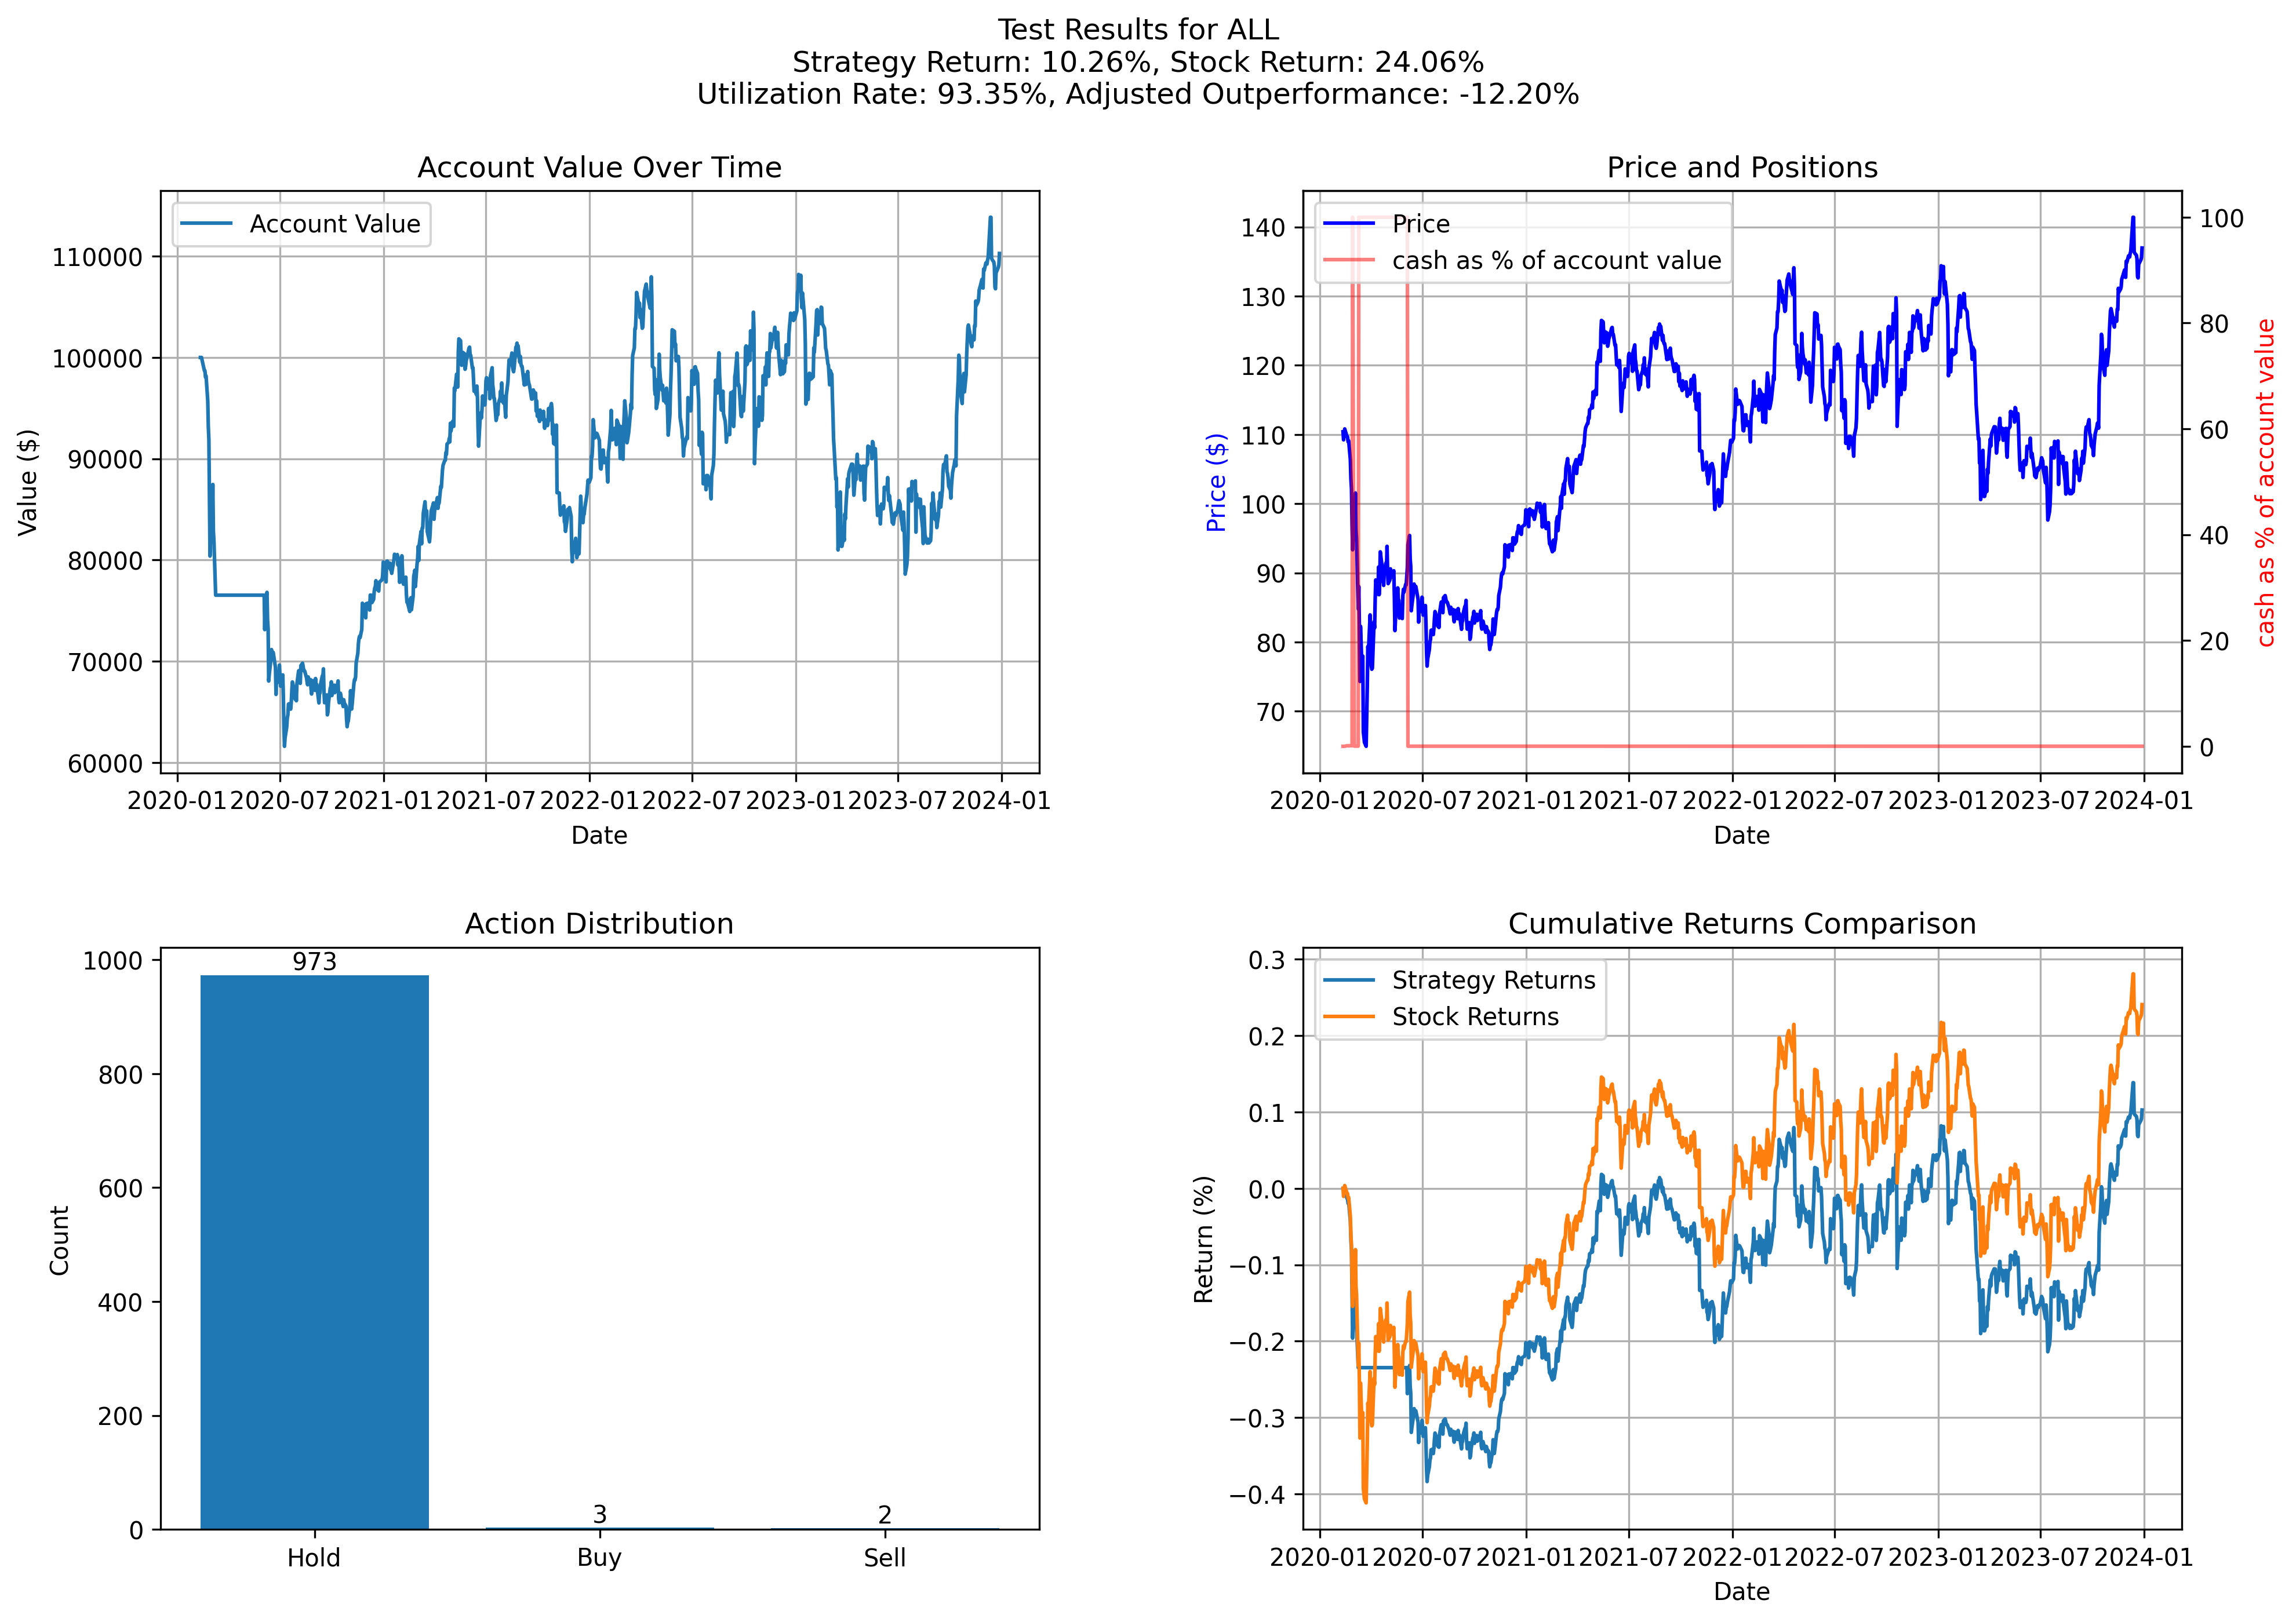 Test Results for ALL
Strategy Return: 10.26%, Stock Return: 24.06%
Utilization Rate: 93.35%, Adjusted Outperformance: -12.20%
Account Value Over Time
Account Value
110000
100000
90000
80000
70000
60000
Value ($)
2020-01 2020-07 2021-01 2021-07 2022-01 2022-07 2023-01 2023-07 2024-01
Date
Price and Positions
Price
cash as % of account value
140
130
120
110
100
90
80
70
Price ($)
100
80
60
40
20
0
cash as % of account value
2020-01 2020-07 2021-01 2021-07 2022-01 2022-07 2023-01 2023-07 2024-01
Date
Action Distribution
1000
800
600
400
200
0
Count
973
3
2
Hold Buy Sell
Cumulative Returns Comparison
Strategy Returns
Stock Returns
0.3
0.2
0.1
0.0
−0.1
−0.2
−0.3
−0.4
Return (%)
2020-01 2020-07 2021-01 2021-07 2022-01 2022-07 2023-01 2023-07 2024-01
Date